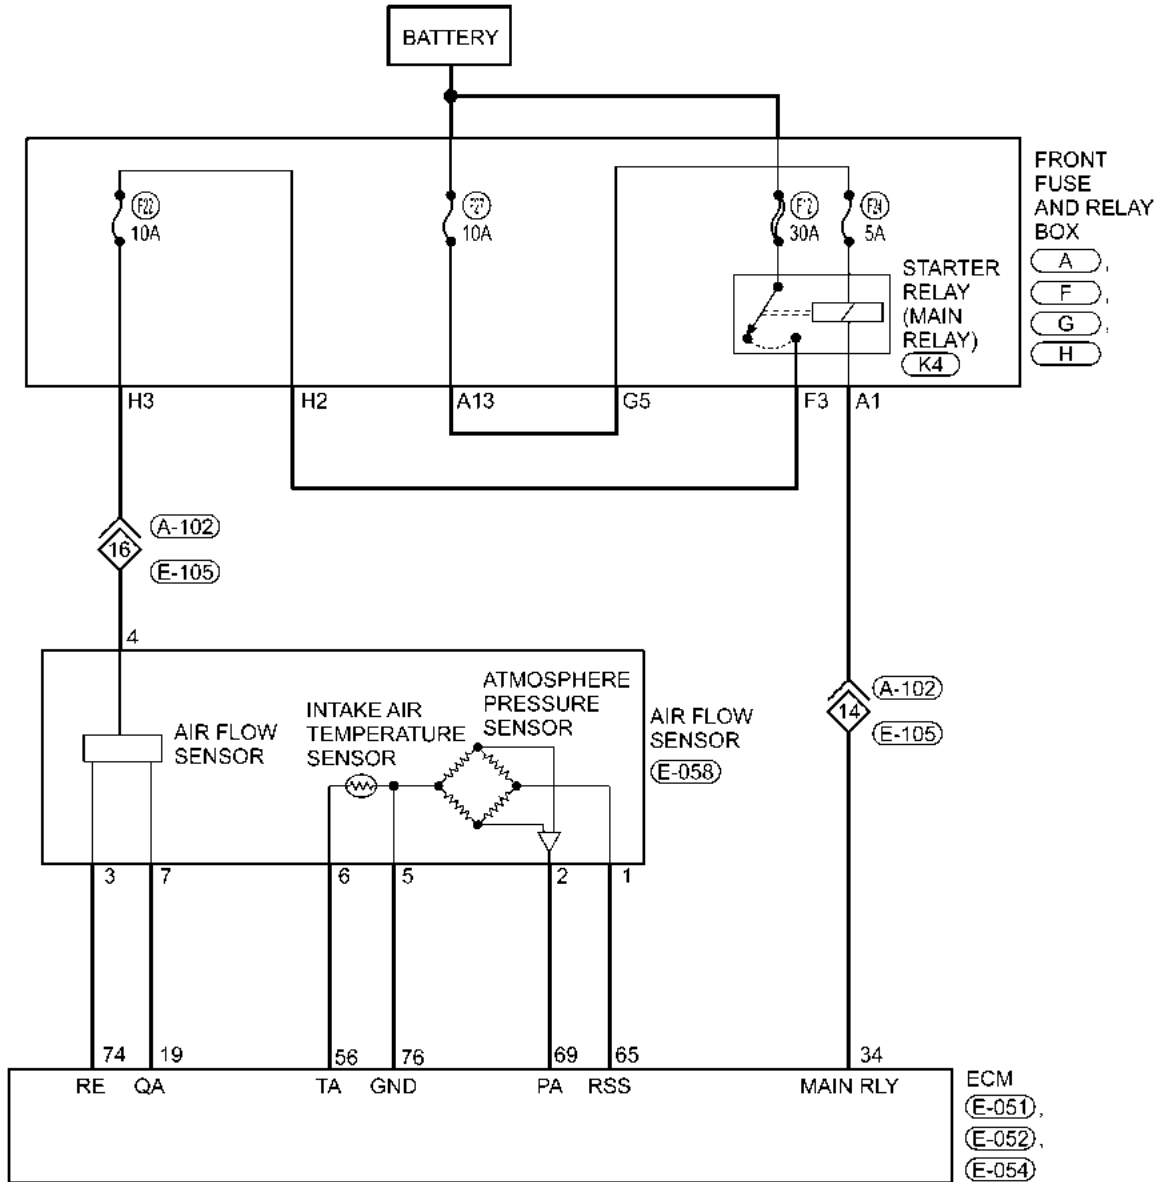 BATTERY
FRONT
FUSE
AND RELAY
BOX
A,
F,
G,
H
F22
10A
F27
10A
F12
30A
F24
5A
STARTER
RELAY
(MAIN
RELAY)
K4
H3
H2
A13
G5
F3
A1
A-102
16
E-105
4
AIR FLOW
SENSOR
INTAKE AIR
TEMPERATURE
SENSOR
ATMOSPHERE
PRESSURE
SENSOR
AIR FLOW
SENSOR
E-058
A-102
14
E-105
3
7
6
5
2
1
74
19
56
76
69
65
34
RE
QA
TA
GND
PA
RSS
MAIN RLY
ECM
E-051,
E-052,
E-054